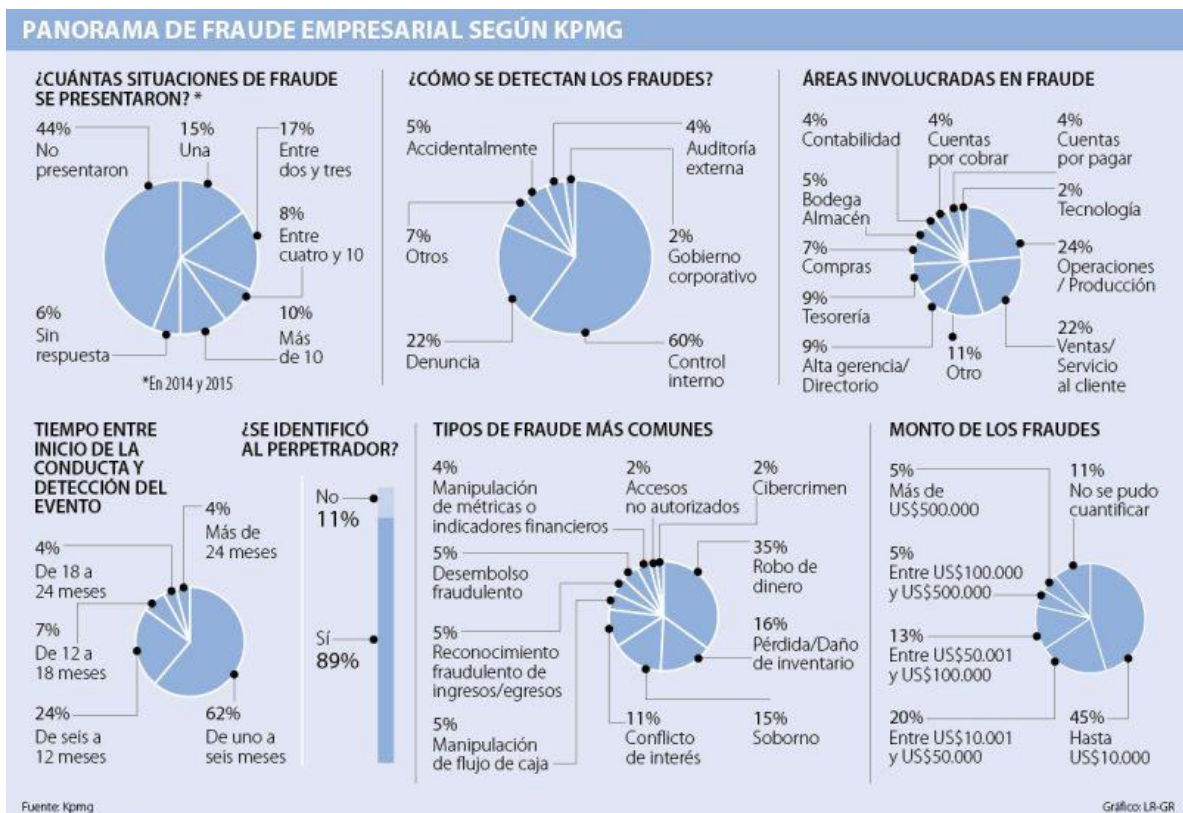 PANORAMA DE FRAUDE EMPRESARIAL SEGÚN KPMG
¿CUÁNTAS SITUACIONES DE FRAUDE
SE PRESENTARON? *
44%
No
presentaron
15%
Una
17%
Entre
dos y tres
8%
Entre
cuatro y 10
10%
Más
de 10
6%
Sin
respuesta
*En 2014 y 2015
¿CÓMO SE DETECTAN LOS FRAUDES?
5%
Accidentalmente
4%
Auditoría
externa
7%
Otros
2%
Gobierno
corporativo
22%
Denuncia
60%
Control
interno
ÁREAS INVOLUCRADAS EN FRAUDE
4%
Contabilidad
4%
Cuentas
por cobrar
4%
Cuentas
por pagar
5%
Bodega
Almacén
2%
Tecnología
7%
Compras
24%
Operaciones
/ Producción
9%
Tesorería
22%
Ventas/
Servicio
al cliente
9%
Alta gerencia/
Directorio
11%
Otro
TIEMPO ENTRE
INICIO DE LA
CONDUCTA Y
DETECCIÓN DEL
EVENTO
4%
Más de
24 meses
4%
De 18 a
24 meses
7%
De 12 a
18 meses
24%
De seis a
12 meses
62%
De uno a
seis meses
¿SE IDENTIFICÓ
AL PERPETRADOR?
No
11%
Sí
89%
TIPOS DE FRAUDE MÁS COMUNES
4%
Manipulación
de métricas o
indicadores financieros
2%
Accesos
no autorizados
2%
Cibercrimen
5%
Desembolso
fraudulento
35%
Robo de
dinero
5%
Reconocimiento
fraudulento de
ingresos/egresos
16%
Pérdida/Daño
de inventario
5%
Manipulación
de flujo de caja
11%
Conflicto
de interés
15%
Soborno
MONTO DE LOS FRAUDES
5%
Más de
US$500.000
11%
No se pudo
cuantificar
5%
Entre US$100.000
y US$500.000
13%
Entre US$50.001
y US$100.000
20%
Entre US$10.001
y US$50.000
45%
Hasta
US$10.000
Fuente: Kpmg
Gráfico: LR-GR